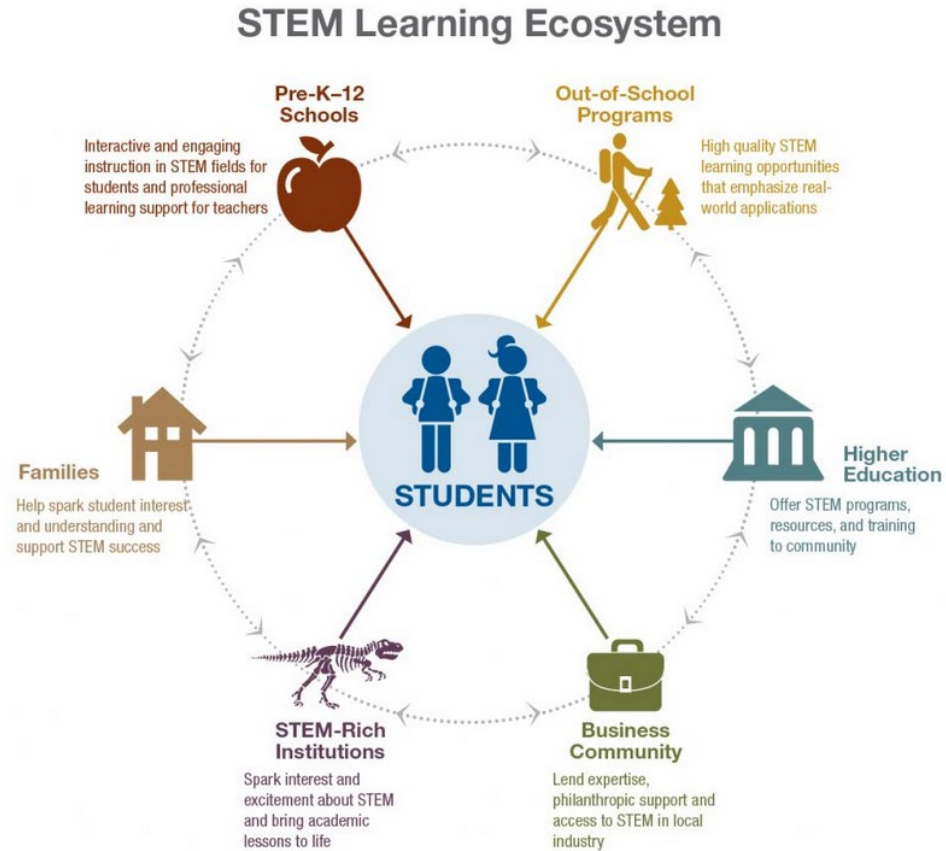 STEM Learning Ecosystem
Pre-K–12
Schools
Interactive and engaging
instruction in STEM fields for
students and professional
learning support for teachers
Out-of-School
Programs
High quality STEM
learning opportunities
that emphasize real-
world applications
Families
Help spark student interest
and understanding and
support STEM success
STUDENTS
Higher
Education
Offer STEM programs,
resources, and training
to community
STEM-Rich
Institutions
Spark interest and
excitement about STEM
and bring academic
lessons to life
Business
Community
Lend expertise,
philanthropic support and
access to STEM in local
industry